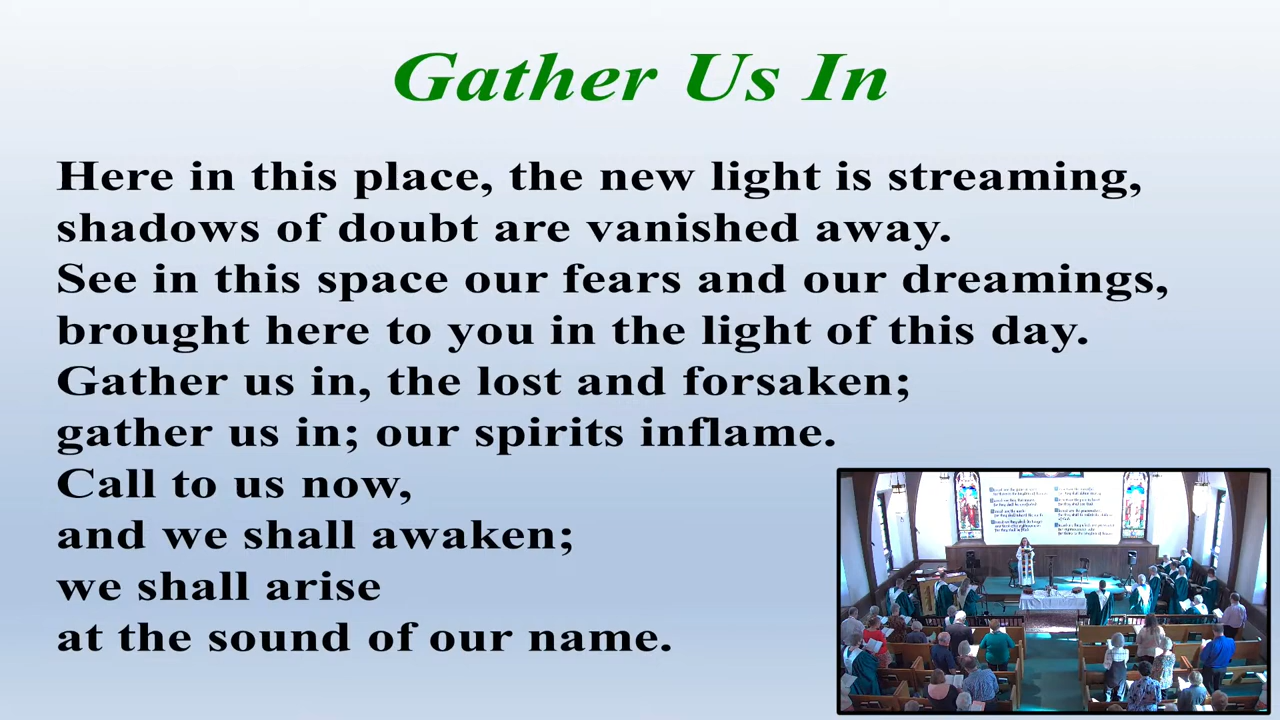 Gather Us In
Here in this place, the new light is streaming,
shadows of doubt are vanished away.
See in this space our fears and our dreamings,
brought here to you in the light of this day.
Gather us in, the lost and forsaken;
gather us in; our spirits inflame.
Call to us now,
and we shall awaken;
we shall arise
at the sound of our name.